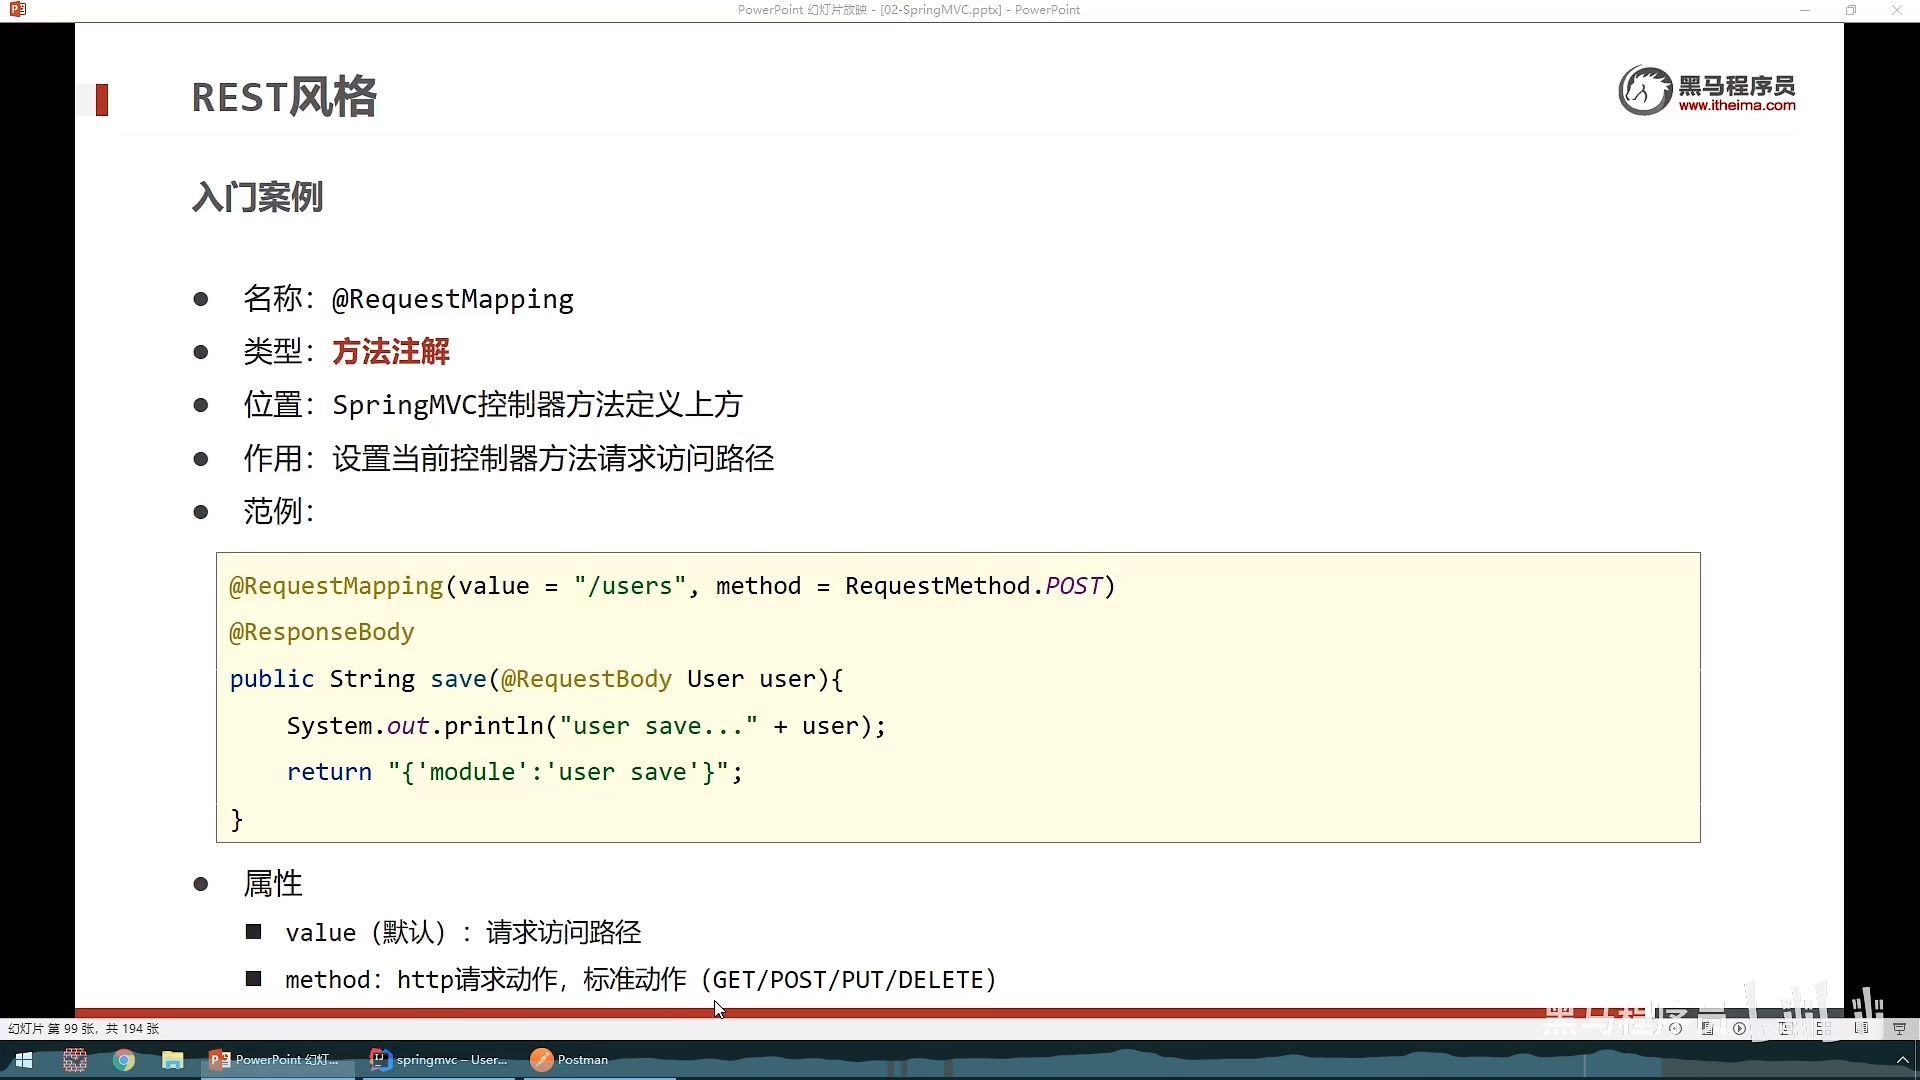 PowerPoint 幻灯片放映 - [02-SpringMVC.pptx] - PowerPoint
REST风格
黑马程序员
www.itheima.com
入门案例
● 名称：@RequestMapping
● 类型：方法注解
● 位置：SpringMVC控制器方法定义上方
● 作用：设置当前控制器方法请求访问路径
● 范例：
@RequestMapping(value = "/users", method = RequestMethod.POST)
@ResponseBody
public String save(@RequestBody User user){
    System.out.println("user save..." + user);
    return "{'module':'user save'}";
}
● 属性
■ value（默认）：请求访问路径
■ method：http请求动作，标准动作（GET/POST/PUT/DELETE）
幻灯片 第 99 张，共 194 张
PowerPoint 幻灯...
springmvc – User...
Postman